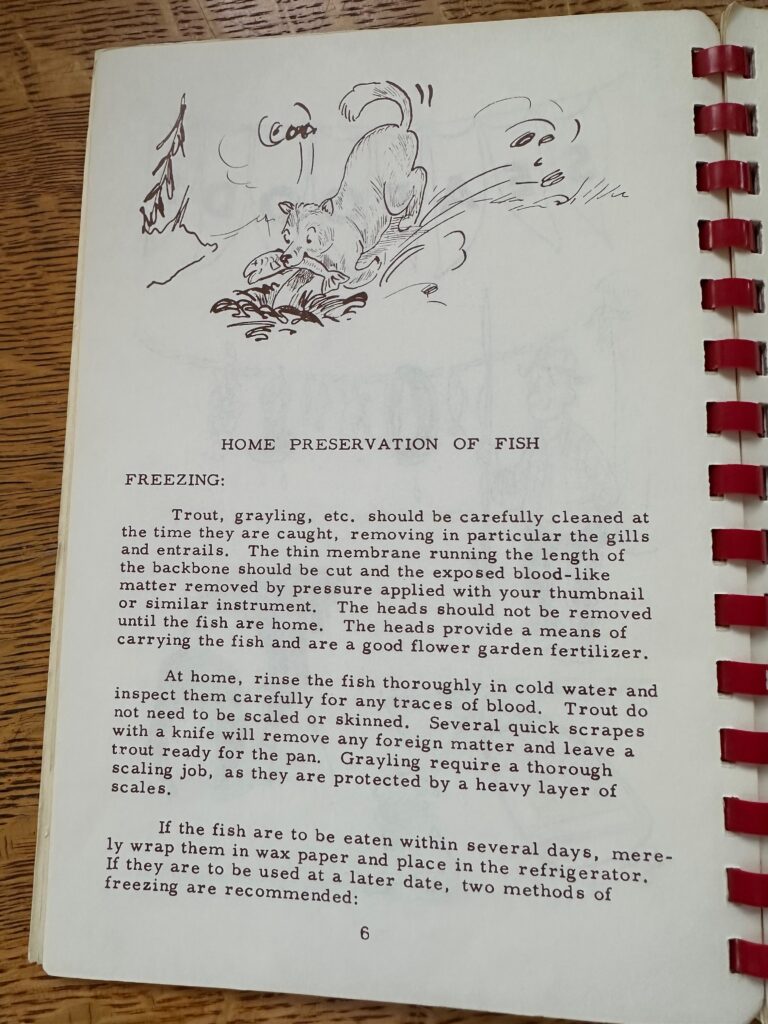 HOME PRESERVATION OF FISH
FREEZING:
Trout, grayling, etc. should be carefully cleaned at
the time they are caught, removing in particular the gills
and entrails. The thin membrane running the length of
the backbone should be cut and the exposed blood-like
matter removed by pressure applied with your thumbnail
or similar instrument. The heads should not be removed
until the fish are home. The heads provide a means of
carrying the fish and are a good flower garden fertilizer.
At home, rinse the fish thoroughly in cold water and
inspect them carefully for any traces of blood. Trout do
not need to be scaled or skinned. Several quick scrapes
with a knife will remove any foreign matter and leave a
trout ready for the pan. Grayling require a thorough
scaling job, as they are protected by a heavy layer of
scales.
If the fish are to be eaten within several days, mere-
ly wrap them in wax paper and place in the refrigerator.
If they are to be used at a later date, two methods of
freezing are recommended:
6